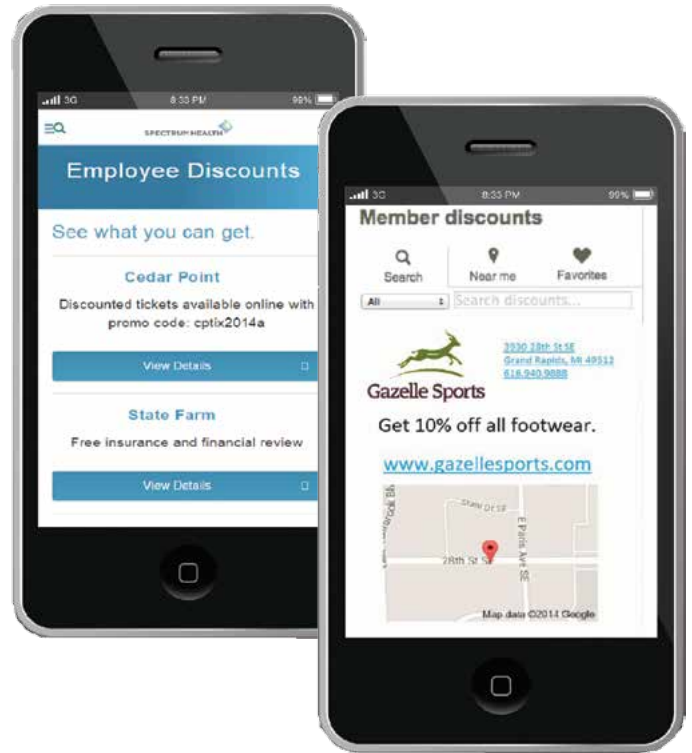 3G 8:33 PM 99%
SPECTRUM HEALTH
Employee Discounts
See what you can get.
Cedar Point
Discounted tickets available online with
promo code: cptix2014a
View Details
State Farm
Free insurance and financial review
View Details
3G 8:33 PM 99%
Member discounts
Search Near me Favorites
All Search discounts...
3930 28th St SE
Grand Rapids, MI 49512
616.940.9888
Gazelle Sports
Get 10% off all footwear.
www.gazellesports.com
State Dr SE
E Paris Ave SE
28th St SE
Map data ©2014 Google